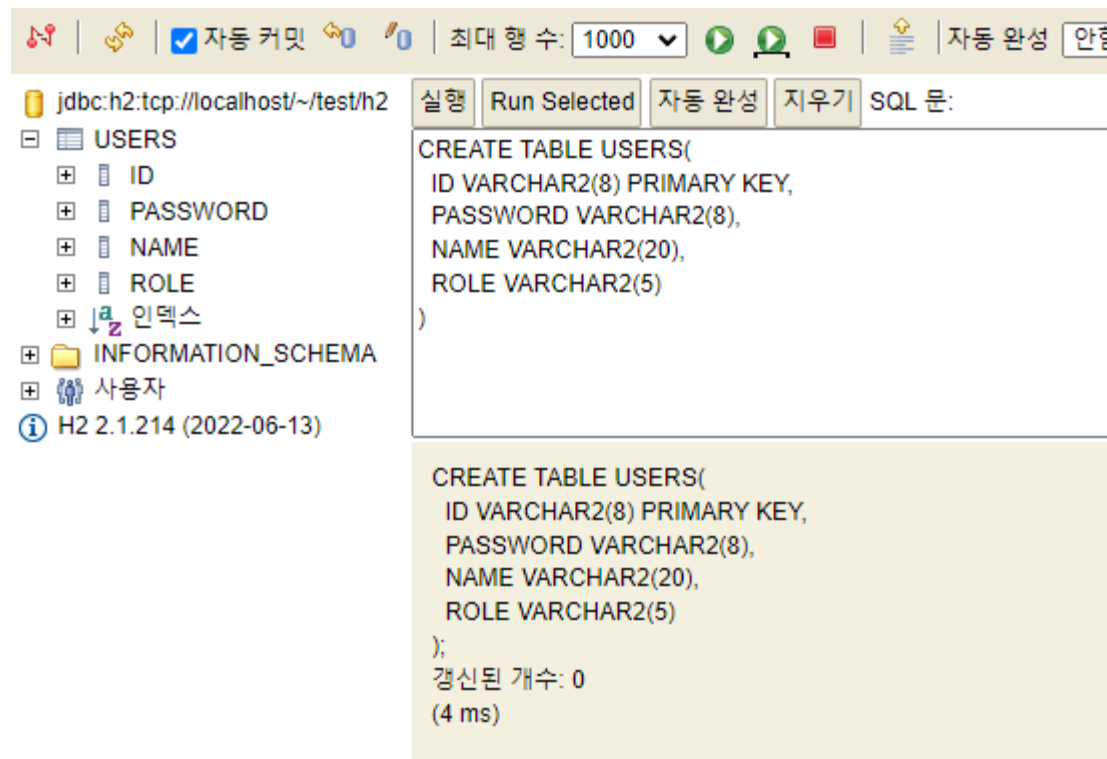 자동 커밋 최대 행 수: 1000 자동 완성 안함
jdbc:h2:tcp://localhost/~/test/h2
USERS
ID
PASSWORD
NAME
ROLE
인덱스
INFORMATION_SCHEMA
사용자
H2 2.1.214 (2022-06-13)
실행 Run Selected 자동 완성 지우기 SQL 문:
CREATE TABLE USERS(
ID VARCHAR2(8) PRIMARY KEY,
PASSWORD VARCHAR2(8),
NAME VARCHAR2(20),
ROLE VARCHAR2(5)
)
CREATE TABLE USERS(
ID VARCHAR2(8) PRIMARY KEY,
PASSWORD VARCHAR2(8),
NAME VARCHAR2(20),
ROLE VARCHAR2(5)
);
갱신된 개수: 0
(4 ms)